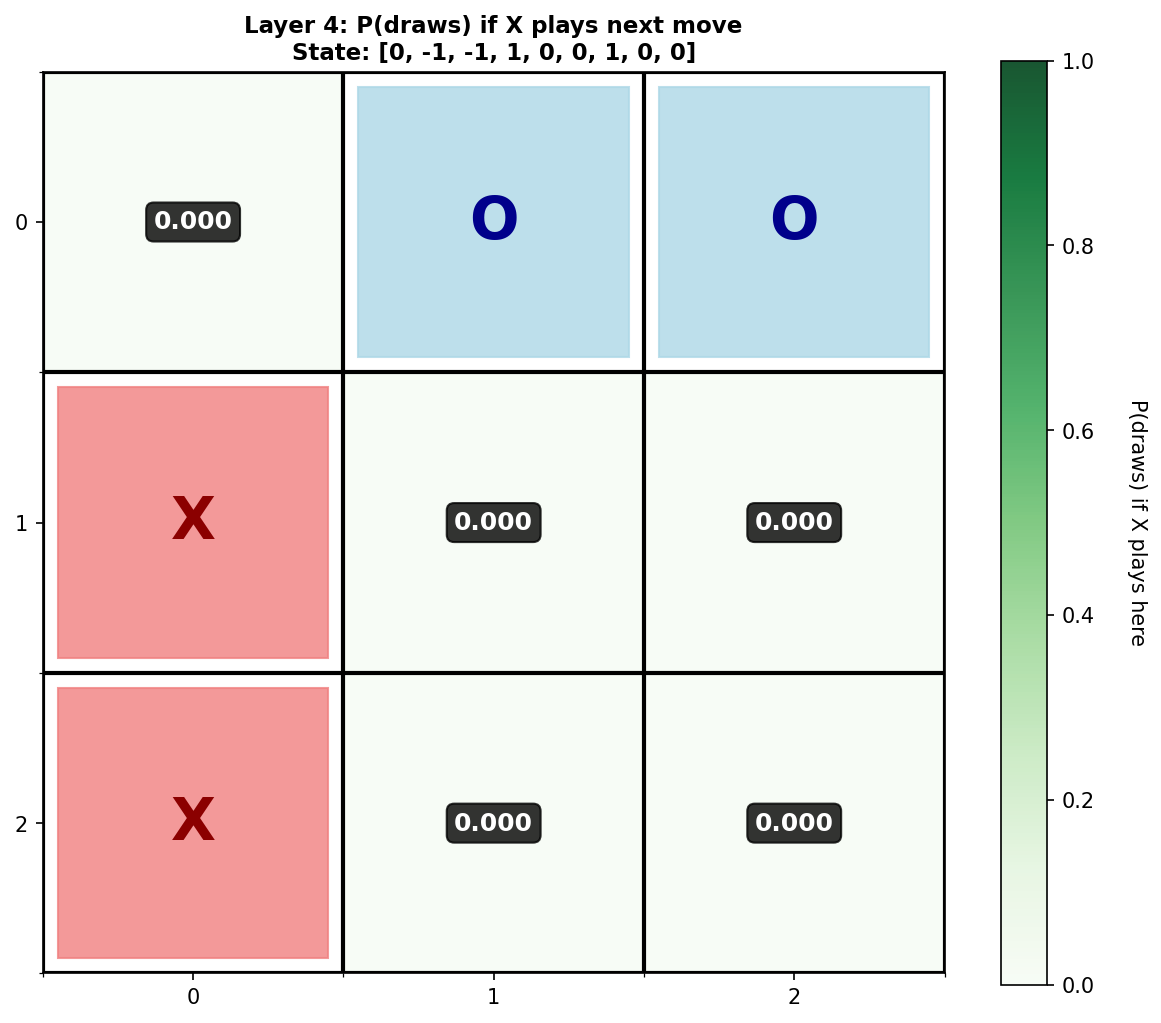 Layer 4: P(draws) if X plays next move
State: [0, -1, -1, 1, 0, 0, 1, 0, 0]
0 0.000 O O
1 X 0.000 0.000
2 X 0.000 0.000
0 1 2
1.0
0.8
0.6
0.4
0.2
0.0
P(draws) if X plays here